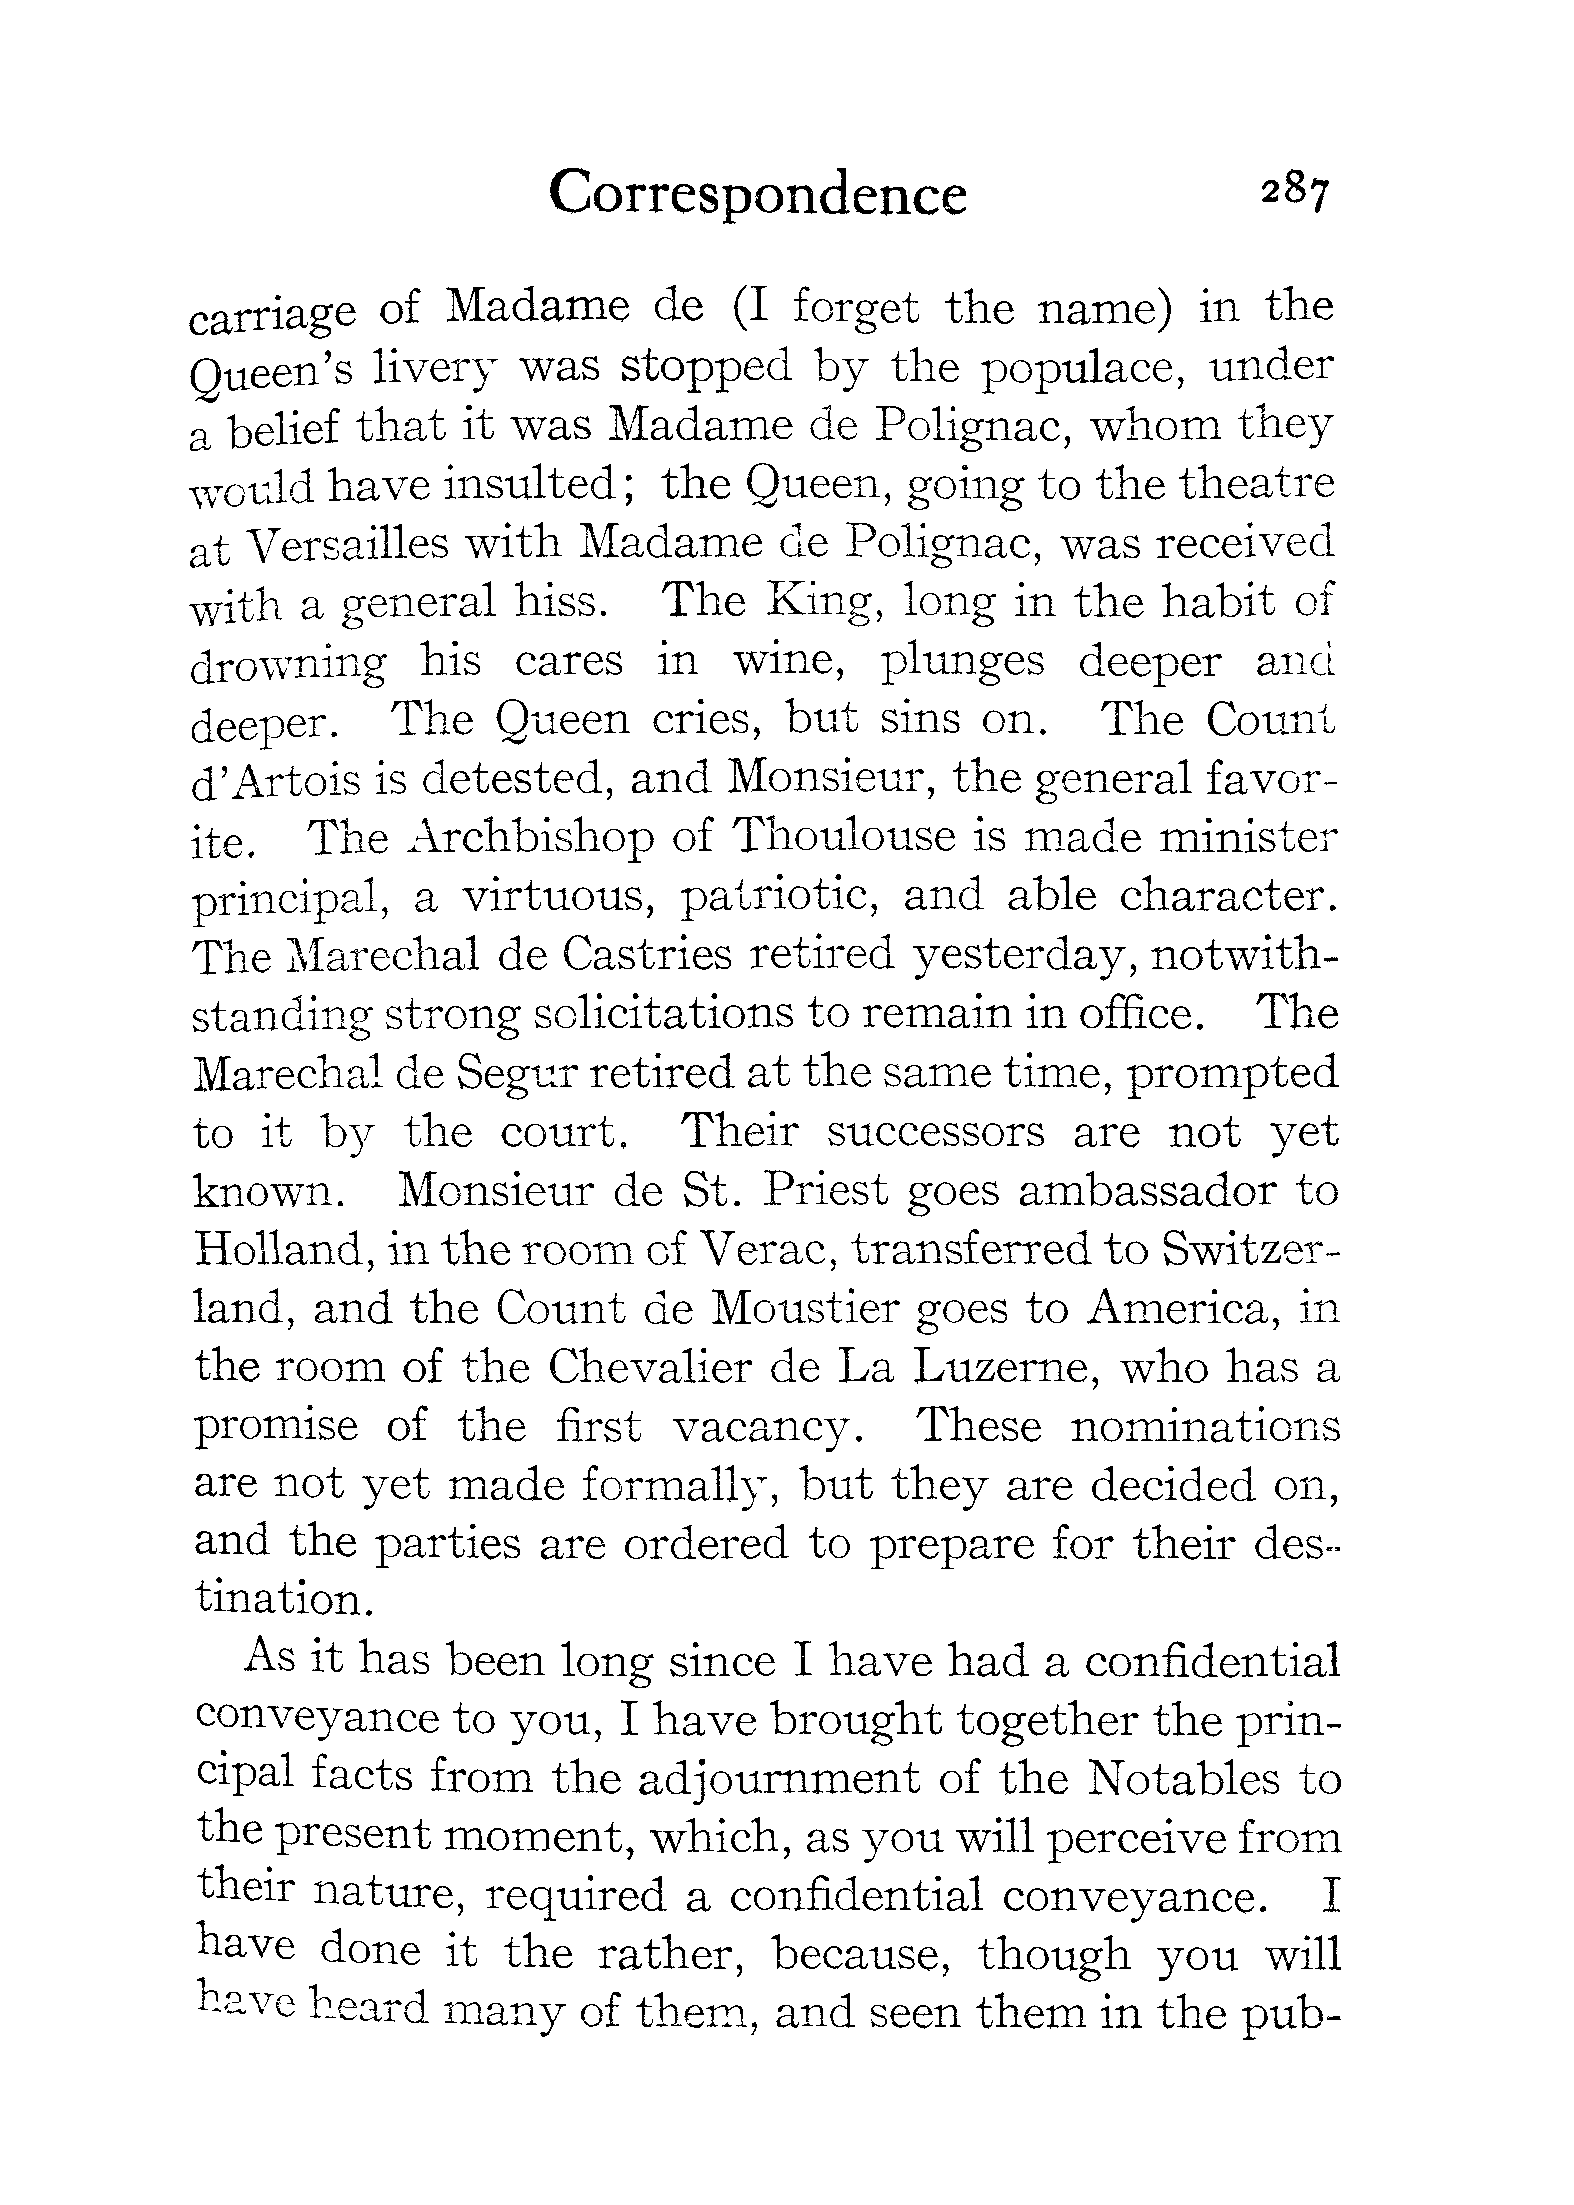 Correspondence 287
carriage of Madame de (I forget the name) in the
Queen's livery was stopped by the populace, under
a belief that it was Madame de Polignac, whom they
would have insulted; the Queen, going to the theatre
at Versailles with Madame de Polignac, was received
with a general hiss. The King, long in the habit of
drowning his cares in wine, plunges deeper and
deeper. The Queen cries, but sins on. The Count
d'Artois is detested, and Monsieur, the general favor-
ite. The Archbishop of Thoulouse is made minister
principal, a virtuous, patriotic, and able character.
The Marechal de Castries retired yesterday, notwith-
standing strong solicitations to remain in office. The
Marechal de Segur retired at the same time, prompted
to it by the court. Their successors are not yet
known. Monsieur de St. Priest goes ambassador to
Holland, in the room of Verac, transferred to Switzer-
land, and the Count de Moustier goes to America, in
the room of the Chevalier de La Luzerne, who has a
promise of the first vacancy. These nominations
are not yet made formally, but they are decided on,
and the parties are ordered to prepare for their des-
tination.
As it has been long since I have had a confidential
conveyance to you, I have brought together the prin-
cipal facts from the adjournment of the Notables to
the present moment, which, as you will perceive from
their nature, required a confidential conveyance. I
have done it the rather, because, though you will
have heard many of them, and seen them in the pub-